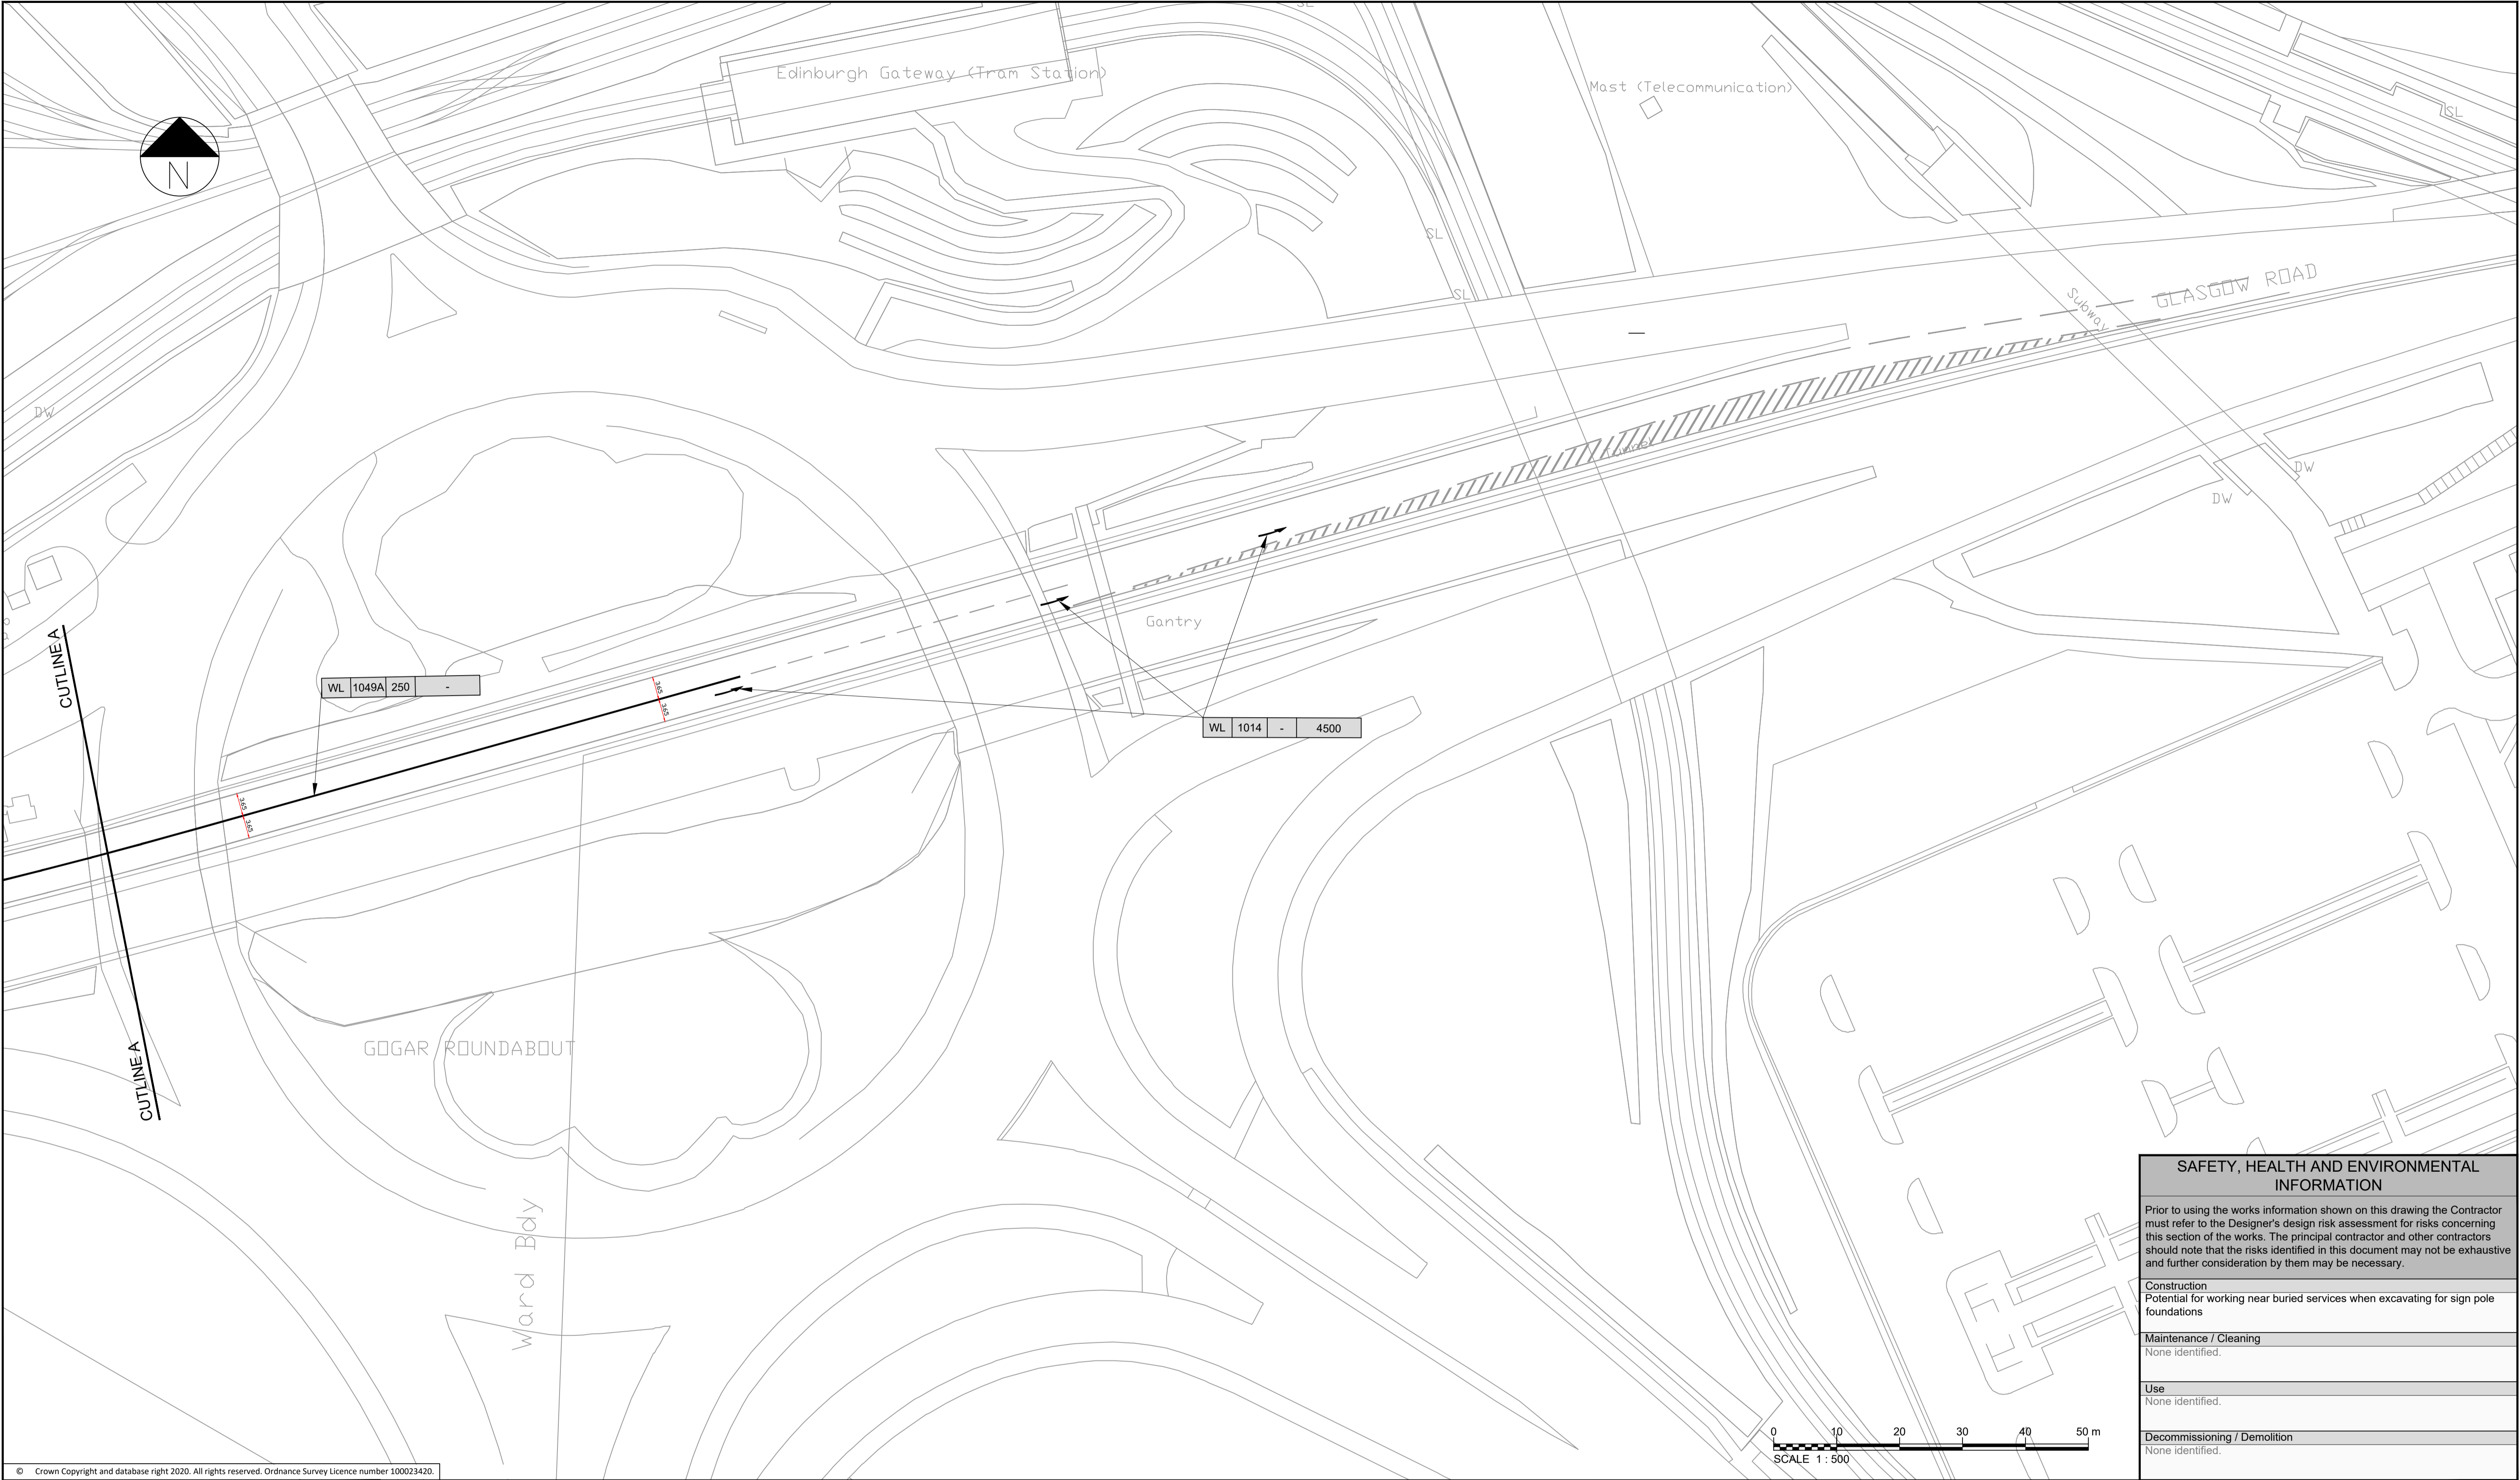 SL
Edinburgh Gateway (Tram Station)
Mast (Telecommunication)
SL
N
SL
SL
GLASGOW ROAD
Subway
DW
DW
DW
Gantry
CUTLINE A
WL 1049A 250 -
365
365
WL 1014 - 4500
365
365
GOGAR ROUNDABOUT
CUTLINE A
Ward Bdy
SAFETY, HEALTH AND ENVIRONMENTAL
INFORMATION
Prior to using the works information shown on this drawing the Contractor
must refer to the Designer's design risk assessment for risks concerning
this section of the works. The principal contractor and other contractors
should note that the risks identified in this document may not be exhaustive
and further consideration by them may be necessary.
Construction
Potential for working near buried services when excavating for sign pole
foundations
Maintenance / Cleaning
None identified.
Use
None identified.
Decommissioning / Demolition
None identified.
0 10 20 30 40 50 m
SCALE 1 : 500
© Crown Copyright and database right 2020. All rights reserved. Ordnance Survey Licence number 100023420.